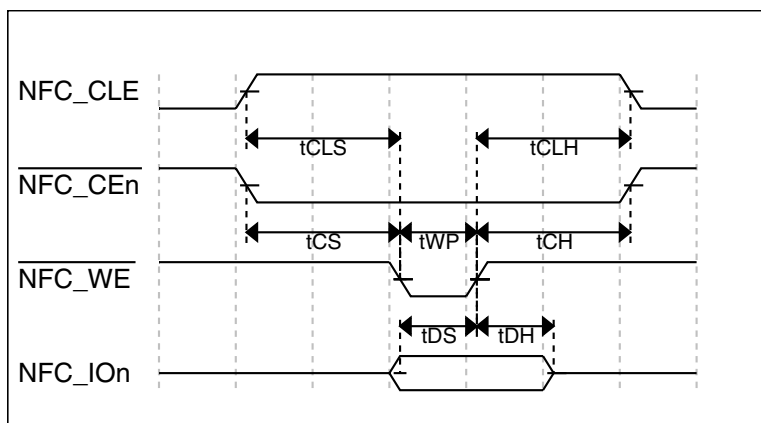 NFC_CLE
tCLS
tCLH
NFC_CEn
tCS
tWP
tCH
NFC_WE
tDS
tDH
NFC_IOn